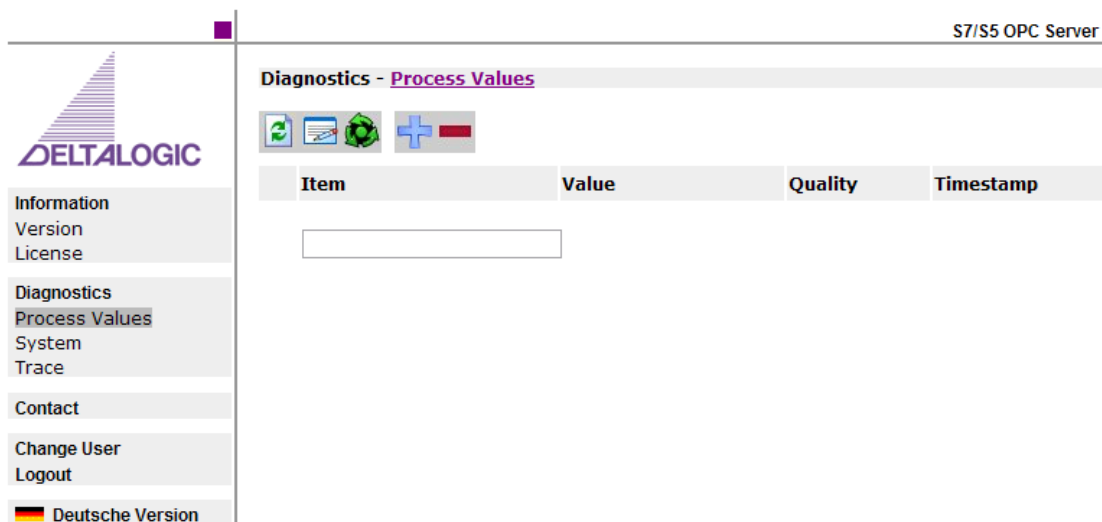 S7/S5 OPC Server
DELTALOGIC
Information
Version
License
Diagnostics
Process Values
System
Trace
Contact
Change User
Logout
Deutsche Version
Diagnostics - Process Values
Item Value Quality Timestamp